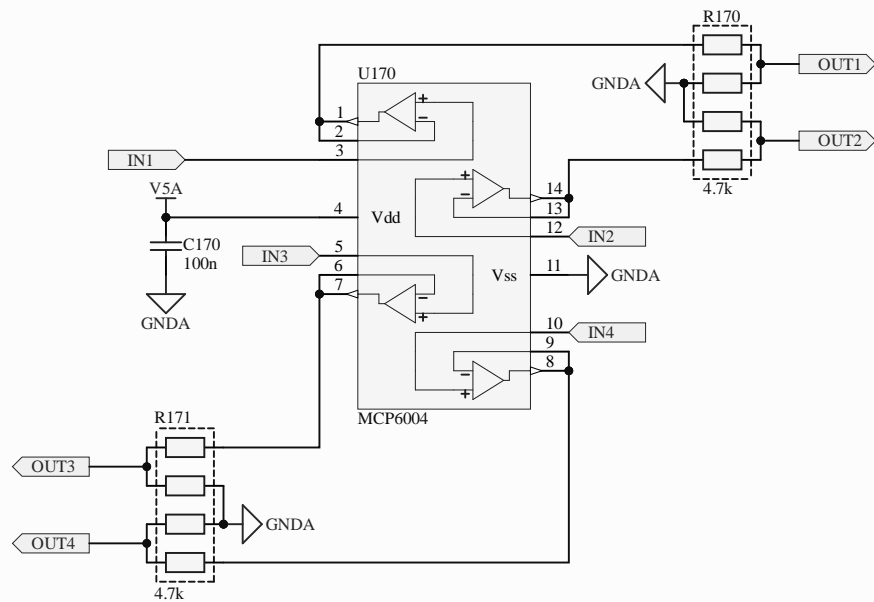 R170
OUT1
GNDA
OUT2
4.7k
U170
1
+
−
2
3
IN1
14
+
−
13
12
IN2
V5A
4
Vdd
C170
100n
GNDA
IN3
5
6
7
−
+
Vss
11
GNDA
10
IN4
9
8
−
+
MCP6004
R171
OUT3
GNDA
OUT4
4.7k